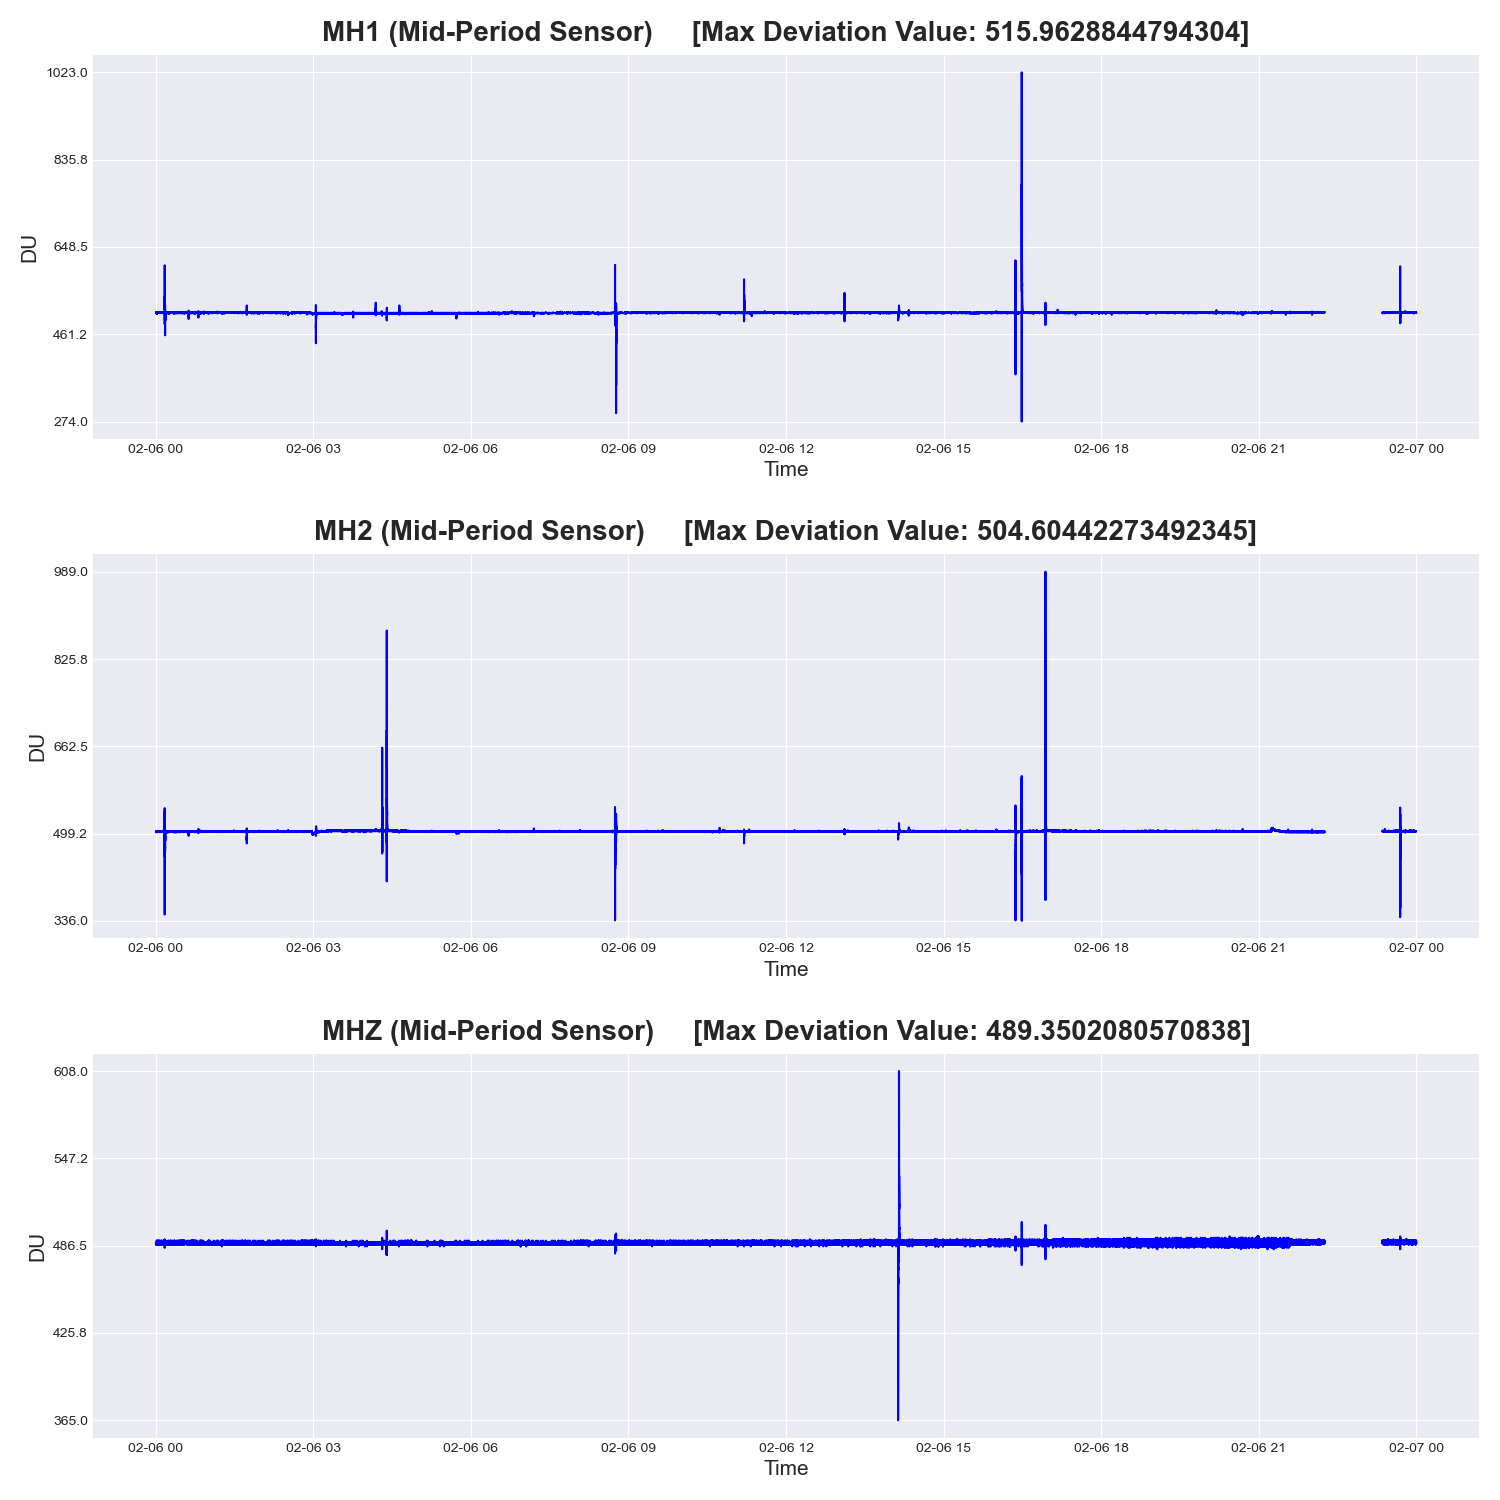 MH1 (Mid-Period Sensor) [Max Deviation Value: 515.9628844794304]
1023.0
835.8
648.5
461.2
274.0
DU
02-06 00 02-06 03 02-06 06 02-06 09 02-06 12 02-06 15 02-06 18 02-06 21 02-07 00
Time
MH2 (Mid-Period Sensor) [Max Deviation Value: 504.60442273492345]
989.0
825.8
662.5
499.2
336.0
DU
02-06 00 02-06 03 02-06 06 02-06 09 02-06 12 02-06 15 02-06 18 02-06 21 02-07 00
Time
MHZ (Mid-Period Sensor) [Max Deviation Value: 489.3502080570838]
608.0
547.2
486.5
425.8
365.0
DU
02-06 00 02-06 03 02-06 06 02-06 09 02-06 12 02-06 15 02-06 18 02-06 21 02-07 00
Time